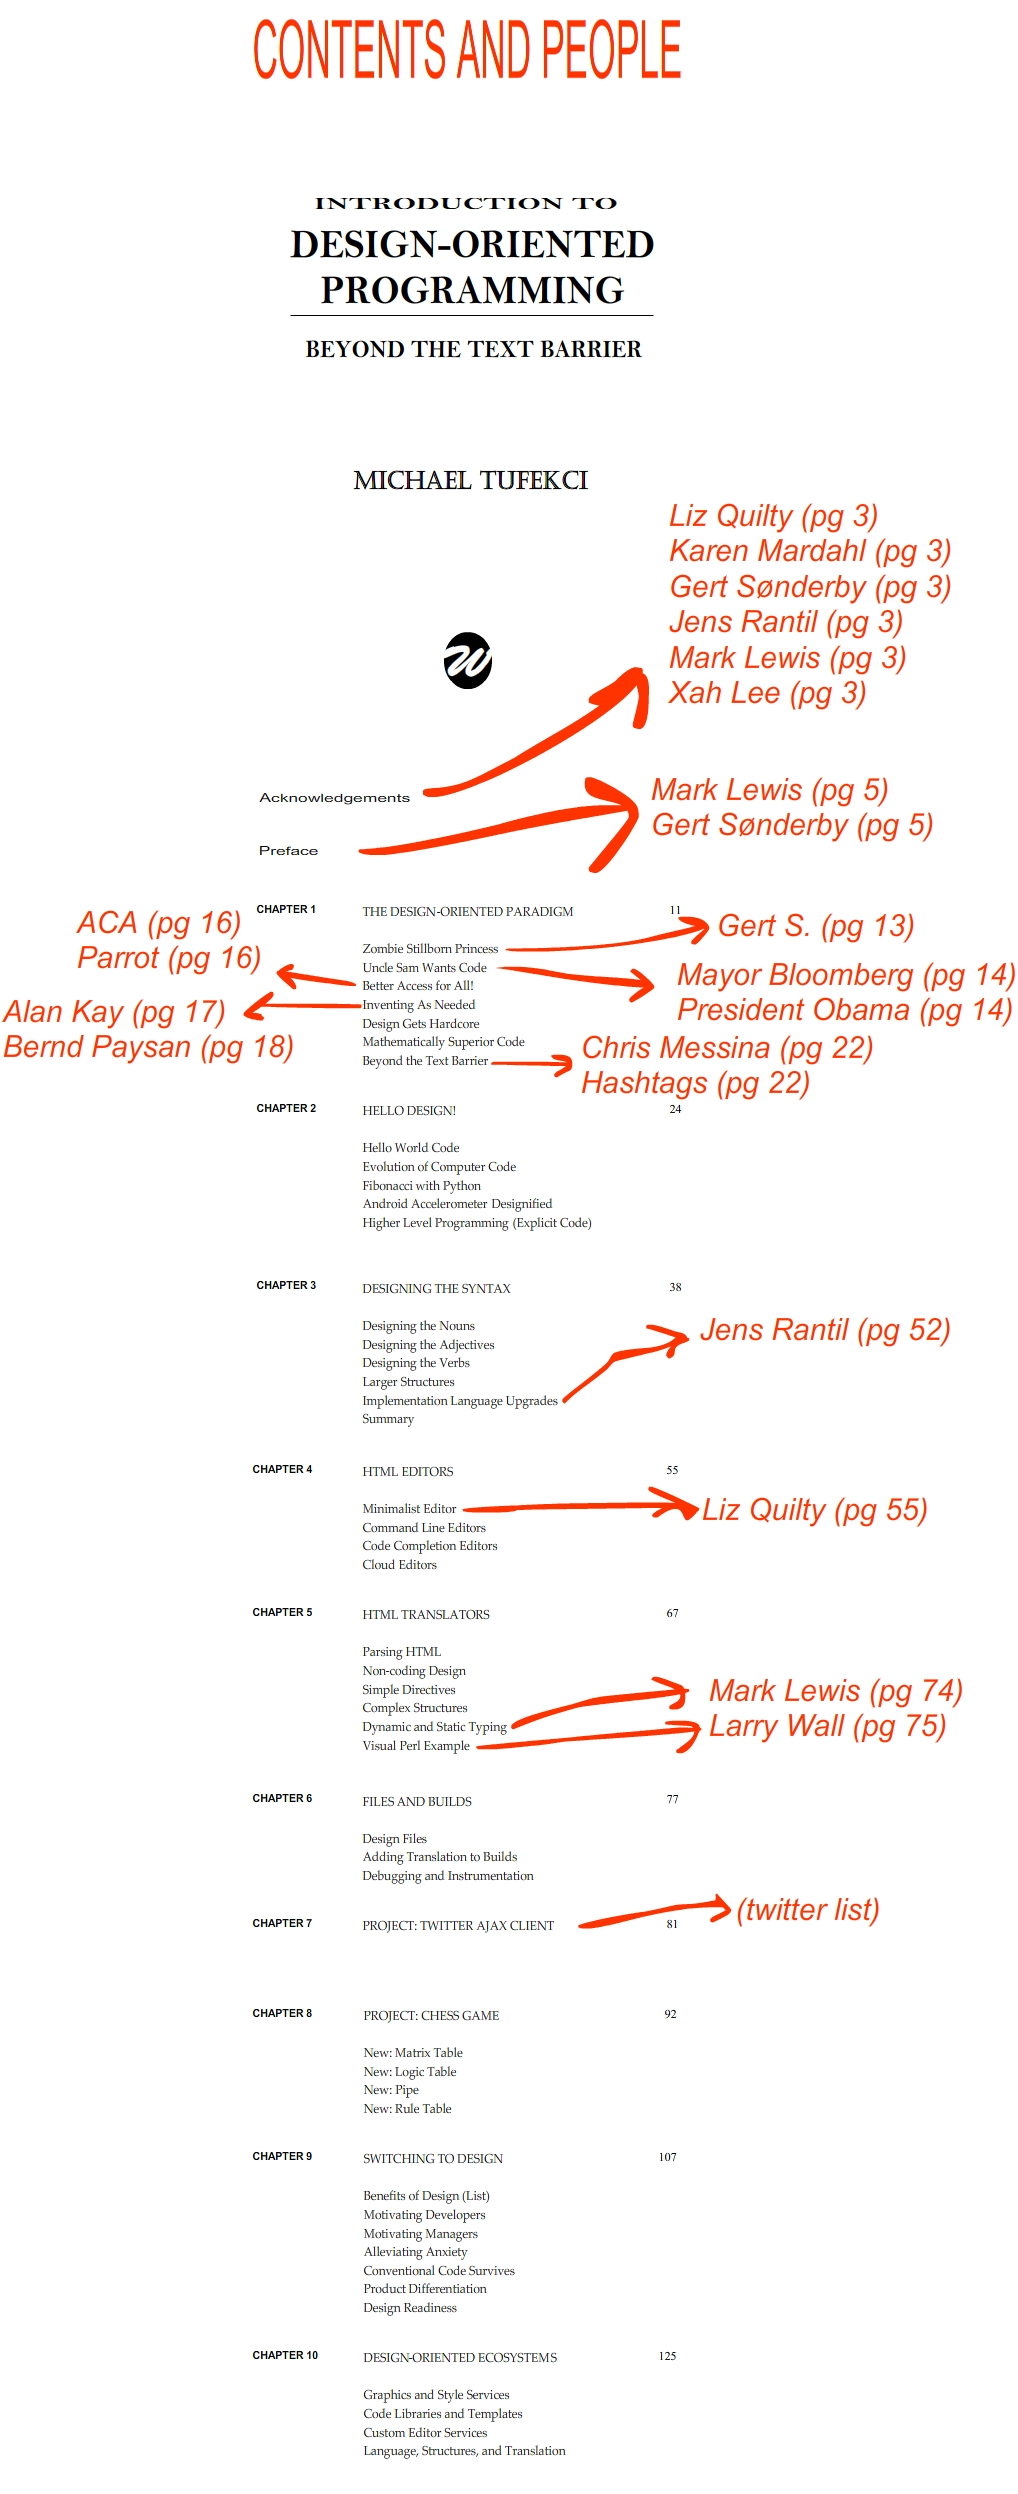 CONTENTS AND PEOPLE
INTRODUCTION TO
DESIGN-ORIENTED
PROGRAMMING
BEYOND THE TEXT BARRIER
MICHAEL TUFEKCI
W
Liz Quilty (pg 3)
Karen Mardahl (pg 3)
Gert Sønderby (pg 3)
Jens Rantil (pg 3)
Mark Lewis (pg 3)
Xah Lee (pg 3)
Acknowledgements
Mark Lewis (pg 5)
Gert Sønderby (pg 5)
Preface
CHAPTER 1 THE DESIGN-ORIENTED PARADIGM 11
ACA (pg 16)
Parrot (pg 16)
Alan Kay (pg 17)
Bernd Paysan (pg 18)
Zombie Stillborn Princess
Uncle Sam Wants Code
Better Access for All!
Inventing As Needed
Design Gets Hardcore
Mathematically Superior Code
Beyond the Text Barrier
Gert S. (pg 13)
Mayor Bloomberg (pg 14)
President Obama (pg 14)
Chris Messina (pg 22)
Hashtags (pg 22)
CHAPTER 2 HELLO DESIGN! 24
Hello World Code
Evolution of Computer Code
Fibonacci with Python
Android Accelerometer Designified
Higher Level Programming (Explicit Code)
CHAPTER 3 DESIGNING THE SYNTAX 38
Designing the Nouns
Designing the Adjectives
Designing the Verbs
Larger Structures
Implementation Language Upgrades
Summary
Jens Rantil (pg 52)
CHAPTER 4 HTML EDITORS 55
Minimalist Editor
Command Line Editors
Code Completion Editors
Cloud Editors
Liz Quilty (pg 55)
CHAPTER 5 HTML TRANSLATORS 67
Parsing HTML
Non-coding Design
Simple Directives
Complex Structures
Dynamic and Static Typing
Visual Perl Example
Mark Lewis (pg 74)
Larry Wall (pg 75)
CHAPTER 6 FILES AND BUILDS 77
Design Files
Adding Translation to Builds
Debugging and Instrumentation
CHAPTER 7 PROJECT: TWITTER AJAX CLIENT 81
(twitter list)
CHAPTER 8 PROJECT: CHESS GAME 92
New: Matrix Table
New: Logic Table
New: Pipe
New: Rule Table
CHAPTER 9 SWITCHING TO DESIGN 107
Benefits of Design (List)
Motivating Developers
Motivating Managers
Alleviating Anxiety
Conventional Code Survives
Product Differentiation
Design Readiness
CHAPTER 10 DESIGN-ORIENTED ECOSYSTEMS 125
Graphics and Style Services
Code Libraries and Templates
Custom Editor Services
Language, Structures, and Translation